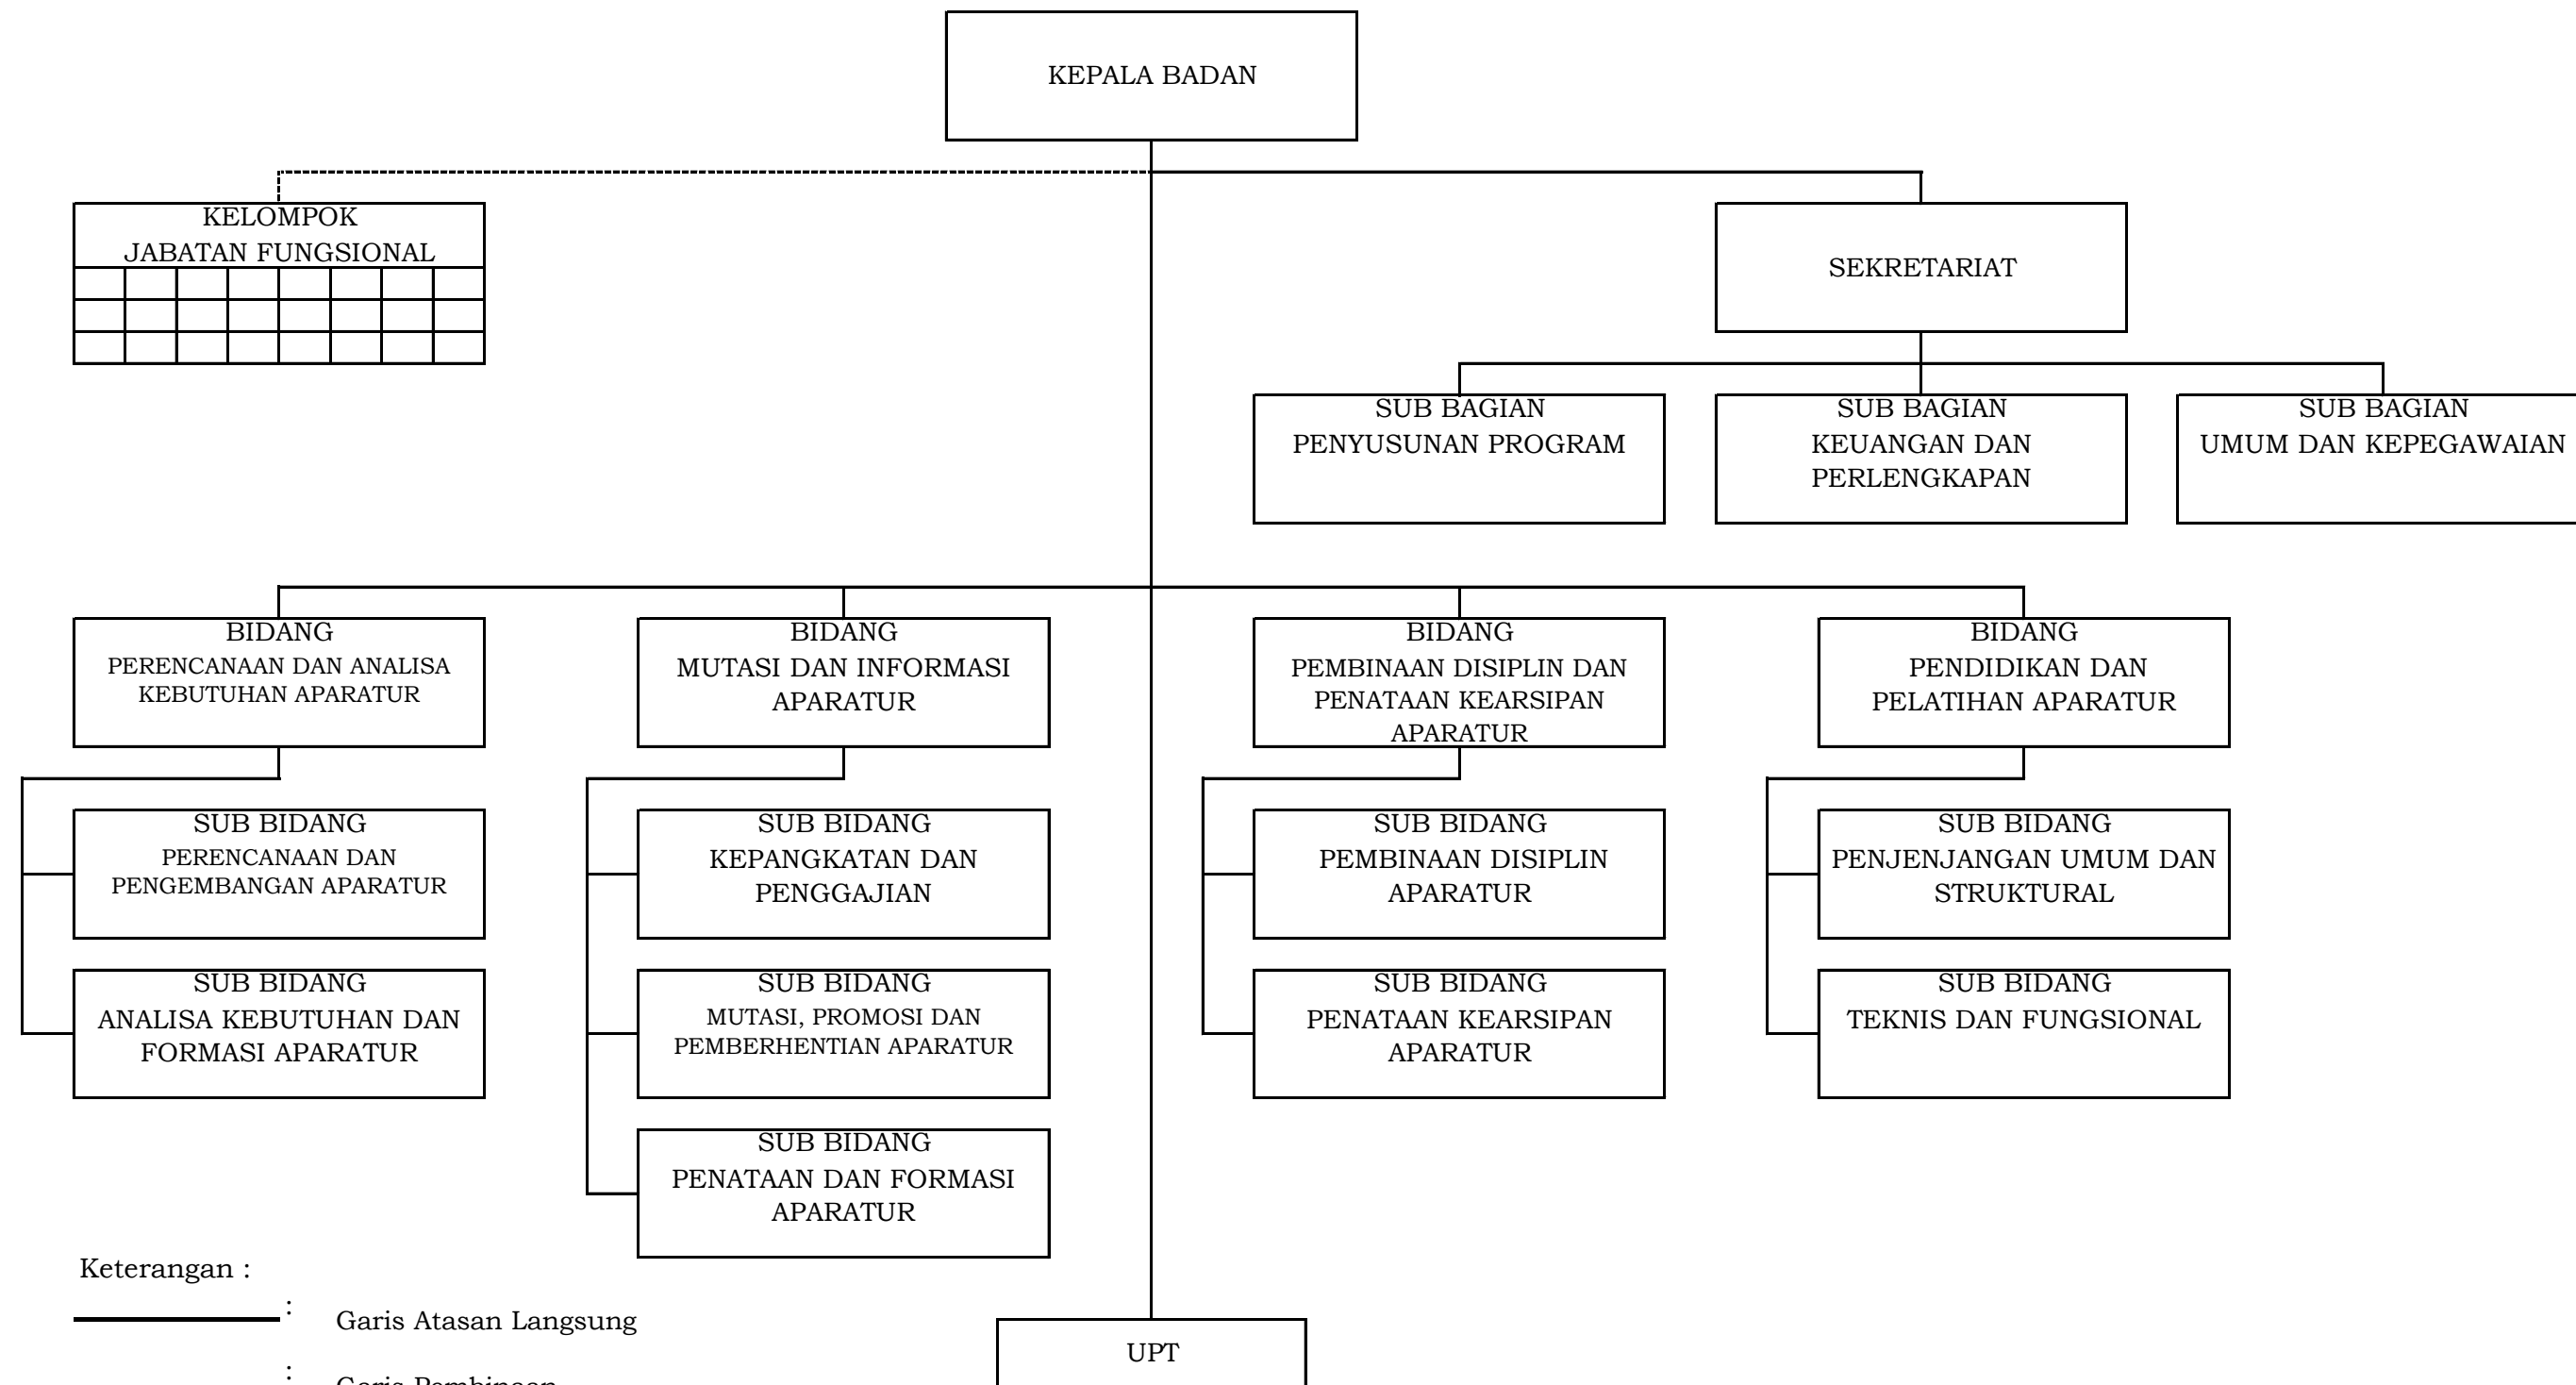 KEPALA BADAN
KELOMPOK
JABATAN FUNGSIONAL
SEKRETARIAT
SUB BAGIAN
PENYUSUNAN PROGRAM
SUB BAGIAN
KEUANGAN DAN
PERLENGKAPAN
SUB BAGIAN
UMUM DAN KEPEGAWAIAN
BIDANG
PERENCANAAN DAN ANALISA
KEBUTUHAN APARATUR
BIDANG
MUTASI DAN INFORMASI
APARATUR
BIDANG
PEMBINAAN DISIPLIN DAN
PENATAAN KEARSIPAN
APARATUR
BIDANG
PENDIDIKAN DAN
PELATIHAN APARATUR
SUB BIDANG
PERENCANAAN DAN
PENGEMBANGAN APARATUR
SUB BIDANG
KEPANGKATAN DAN
PENGGAJIAN
SUB BIDANG
PEMBINAAN DISIPLIN
APARATUR
SUB BIDANG
PENJENJANGAN UMUM DAN
STRUKTURAL
SUB BIDANG
ANALISA KEBUTUHAN DAN
FORMASI APARATUR
SUB BIDANG
MUTASI, PROMOSI DAN
PEMBERHENTIAN APARATUR
SUB BIDANG
PENATAAN KEARSIPAN
APARATUR
SUB BIDANG
TEKNIS DAN FUNGSIONAL
SUB BIDANG
PENATAAN DAN FORMASI
APARATUR
Keterangan :
: Garis Atasan Langsung
UPT
: Garis Pembinaan